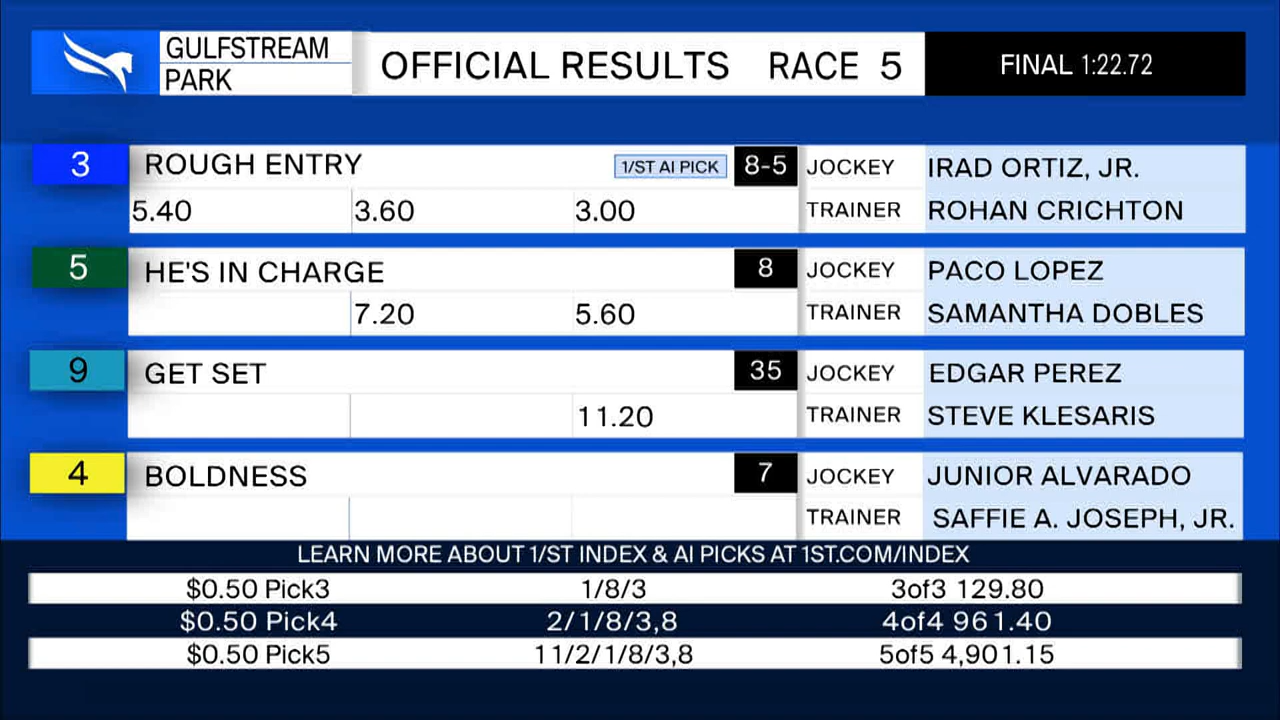 GULFSTREAM PARK OFFICIAL RESULTS RACE 5 FINAL 1:22.72
3 ROUGH ENTRY 1/ST AI PICK 8-5 JOCKEY IRAD ORTIZ, JR.
5.40 3.60 3.00 TRAINER ROHAN CRICHTON
5 HE'S IN CHARGE 8 JOCKEY PACO LOPEZ
7.20 5.60 TRAINER SAMANTHA DOBLES
9 GET SET 35 JOCKEY EDGAR PEREZ
11.20 TRAINER STEVE KLESARIS
4 BOLDNESS 7 JOCKEY JUNIOR ALVARADO
TRAINER SAFFIE A. JOSEPH, JR.
LEARN MORE ABOUT 1/ST INDEX & AI PICKS AT 1ST.COM/INDEX
$0.50 Pick3 1/8/3 3of3 129.80
$0.50 Pick4 2/1/8/3,8 4of4 961.40
$0.50 Pick5 11/2/1/8/3,8 5of5 4,901.15